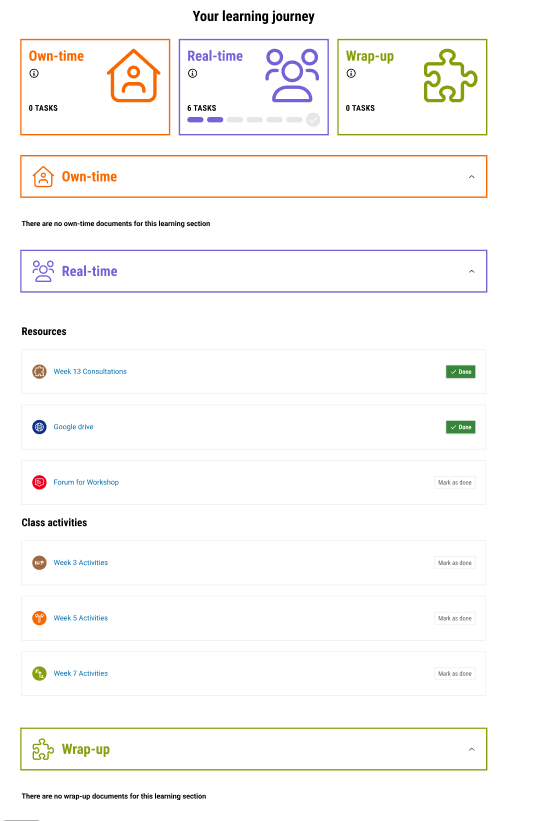 Your learning journey
Own-time
0 TASKS
Real-time
6 TASKS
Wrap-up
0 TASKS
Own-time
There are no own-time documents for this learning section
Real-time
Resources
Week 13 Consultations
Done
Google drive
Done
Forum for Workshop
Mark as done
Class activities
Week 3 Activities
Mark as done
Week 5 Activities
Mark as done
Week 7 Activities
Mark as done
Wrap-up
There are no wrap-up documents for this learning section